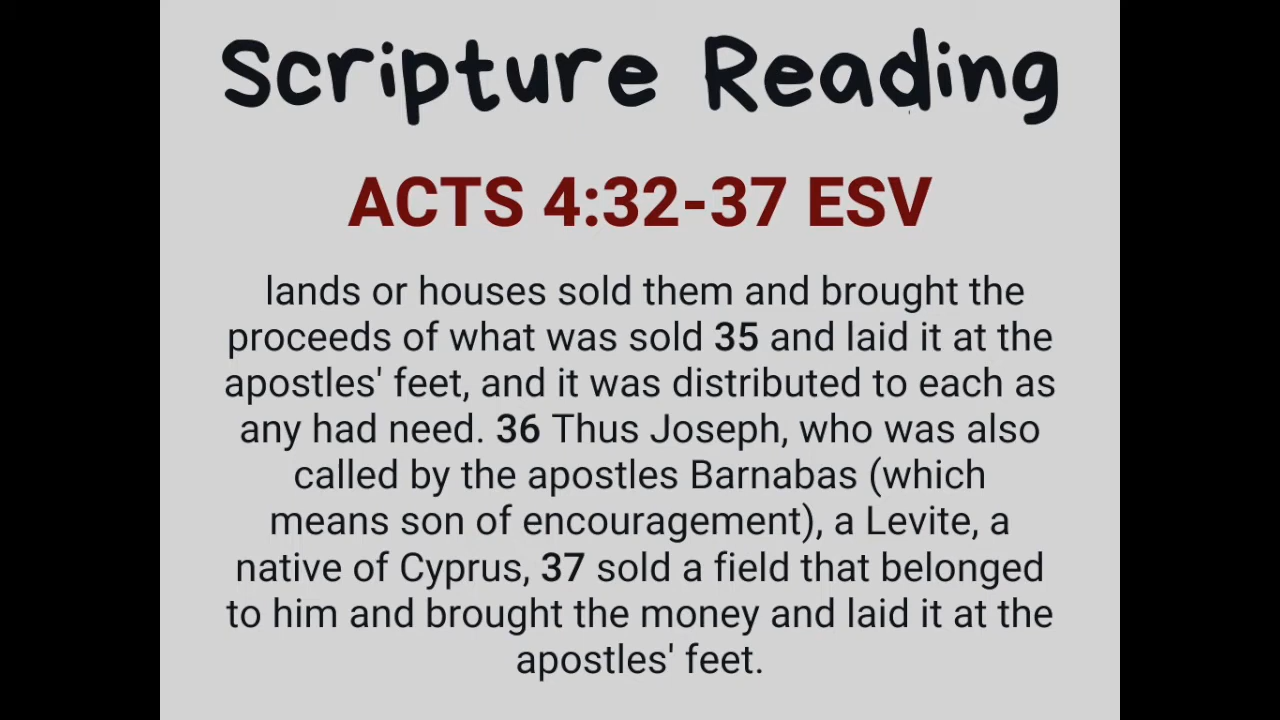 Scripture Reading
ACTS 4:32-37 ESV
lands or houses sold them and brought the
proceeds of what was sold 35 and laid it at the
apostles' feet, and it was distributed to each as
any had need. 36 Thus Joseph, who was also
called by the apostles Barnabas (which
means son of encouragement), a Levite, a
native of Cyprus, 37 sold a field that belonged
to him and brought the money and laid it at the
apostles' feet.